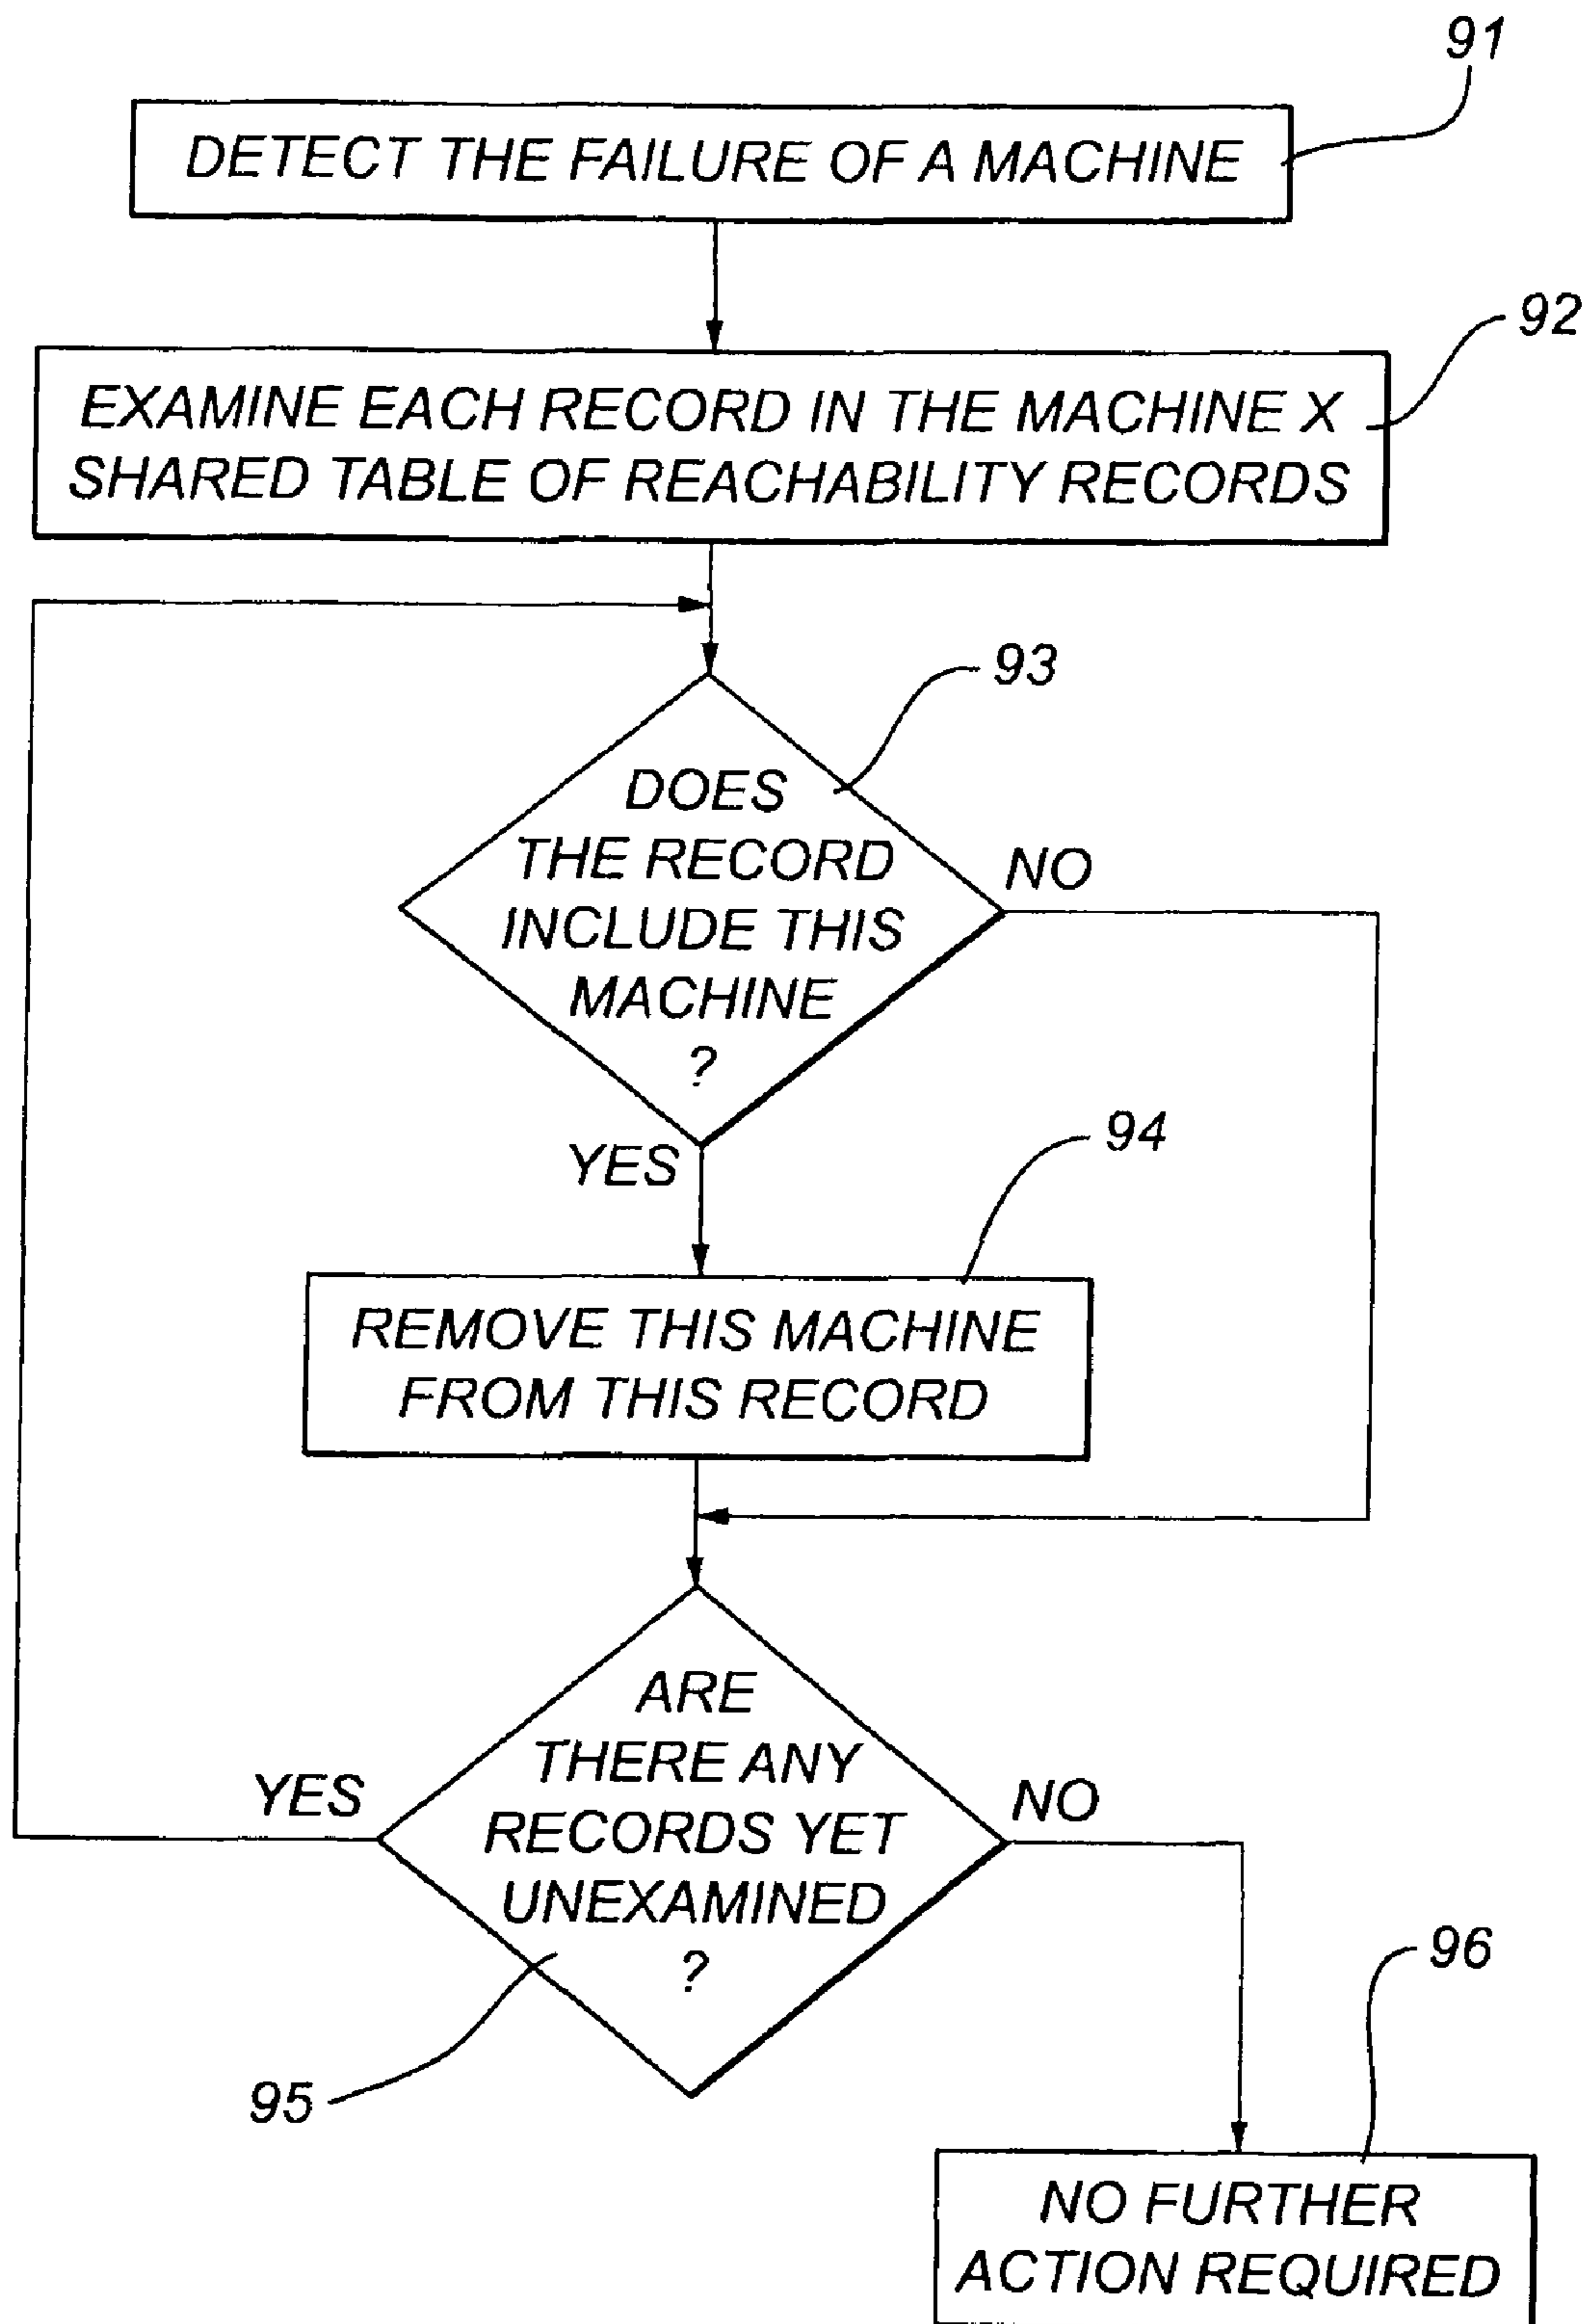 91
DETECT THE FAILURE OF A MACHINE
92
EXAMINE EACH RECORD IN THE MACHINE X
SHARED TABLE OF REACHABILITY RECORDS
93
DOES
THE RECORD
INCLUDE THIS
MACHINE
?
NO
YES
94
REMOVE THIS MACHINE
FROM THIS RECORD
ARE
THERE ANY
RECORDS YET
UNEXAMINED
?
YES
NO
95
96
NO FURTHER
ACTION REQUIRED